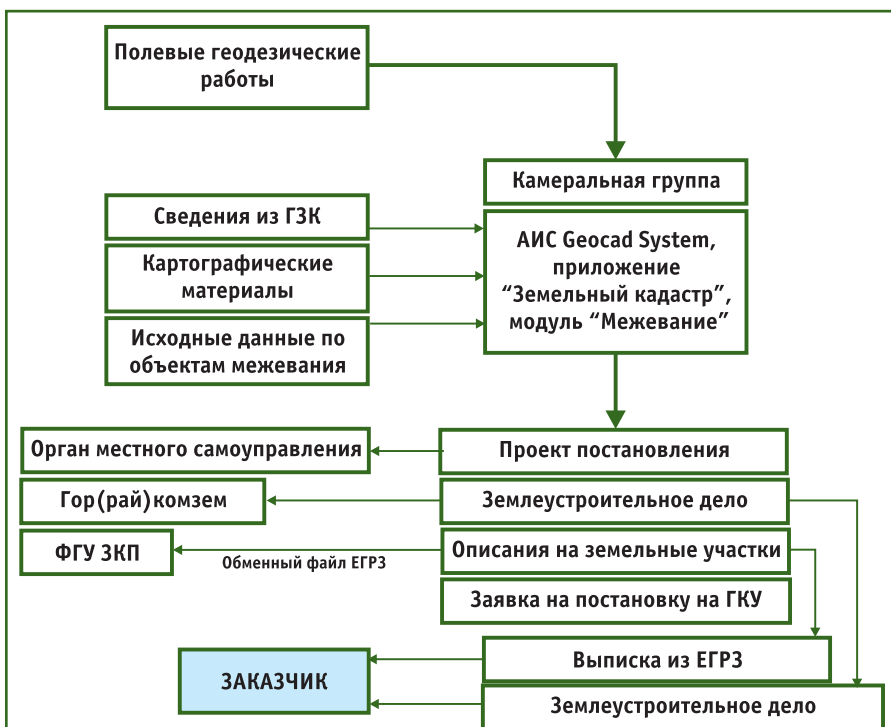 Полевые геодезические
работы
Камеральная группа
Сведения из ГЗК
Картографические
материалы
Исходные данные по
объектам межевания
АИС Geocad System,
приложение
“Земельный кадастр”,
модуль “Межевание”
Орган местного самоуправления
Проект постановления
Гор(рай)комзем
Землеустроительное дело
ФГУ ЗКП
Обменный файл ЕГРЗ
Описания на земельные участки
Заявка на постановку на ГКУ
Выписка из ЕГРЗ
ЗАКАЗЧИК
Землеустроительное дело